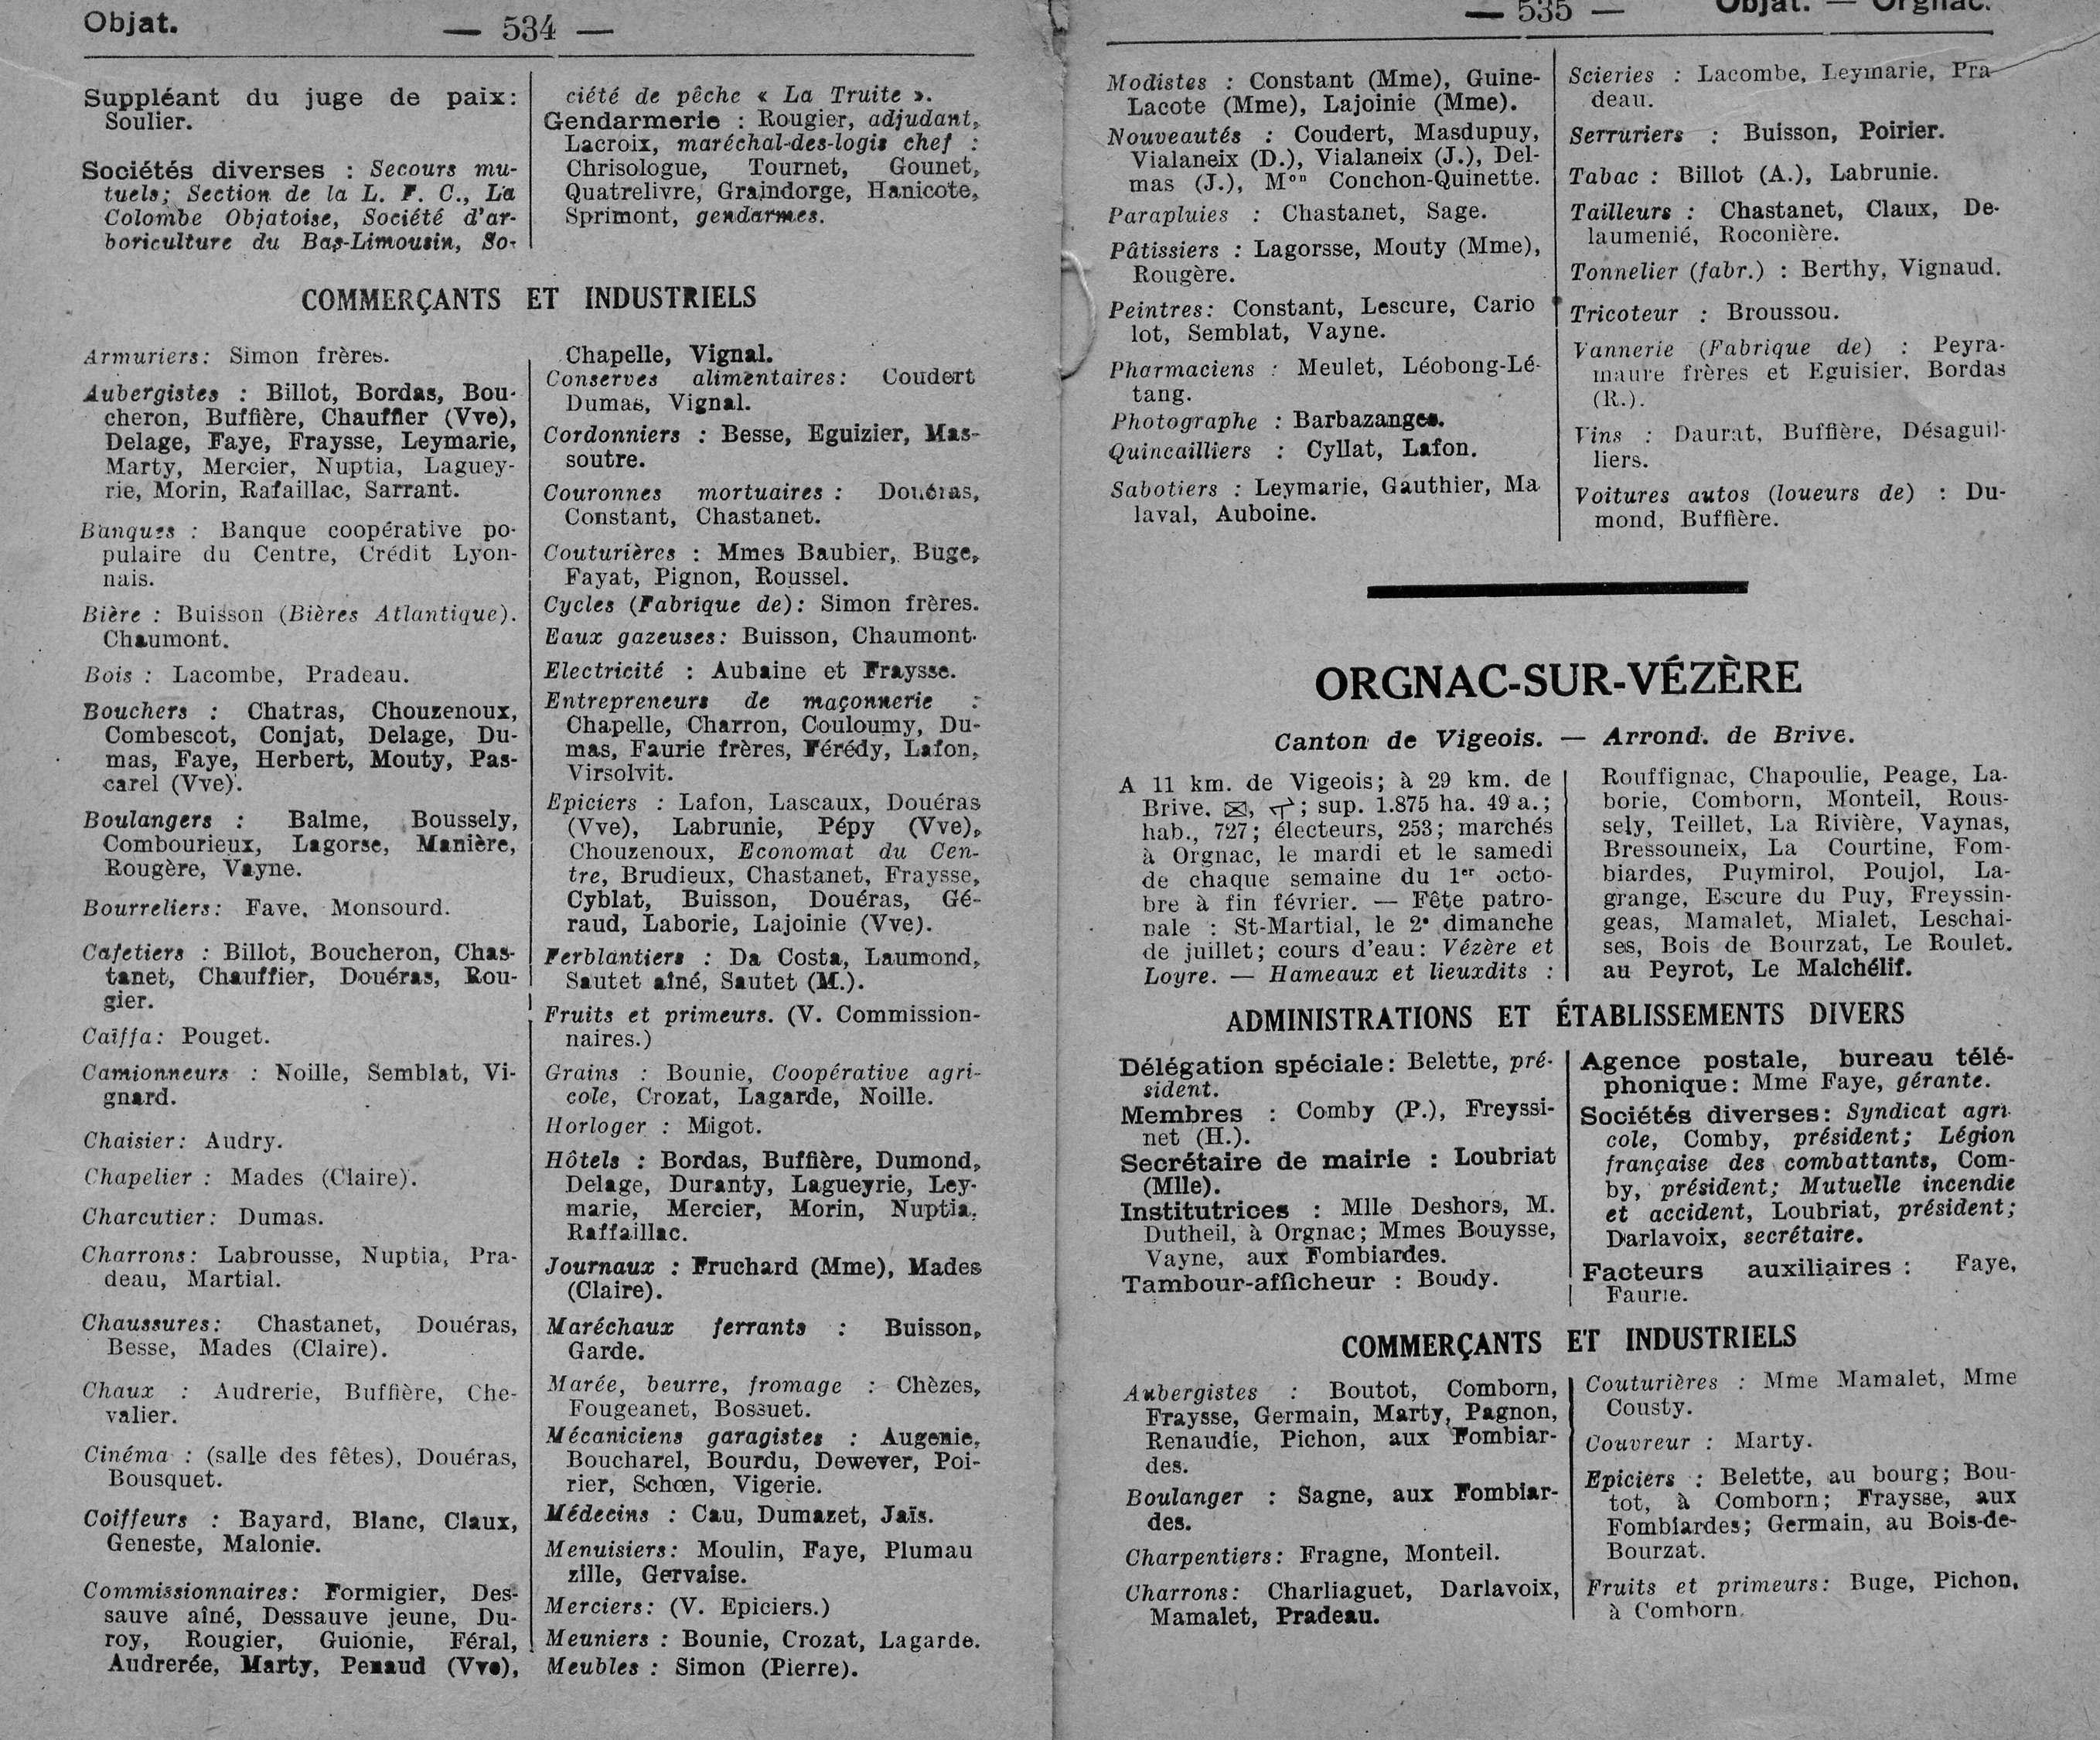 Objat.
— 534 —
Suppléant du juge de paix:
Soulier.
Sociétés diverses : Secours mu-
tuels; Section de la L. F. C., La
Colombe Objatoise, Société d'ar-
boriculture du Bas-Limousin, So-
ciété de pêche « La Truite ».
Gendarmerie : Rougier, adjudant,
Lacroix, maréchal-des-logis chef :
Chrisologue, Tournet, Gounet,
Quatrelivre, Graindorge, Hanicote,
Sprimont, gendarmes.
COMMERÇANTS ET INDUSTRIELS
Armuriers: Simon frères.
Aubergistes : Billot, Bordas, Bou-
cheron, Buffière, Chauffier (Vve),
Delage, Faye, Fraysse, Leymarie,
Marty, Mercier, Nuptia, Laguey-
rie, Morin, Rafaillac, Sarrant.
Banques : Banque coopérative po-
pulaire du Centre, Crédit Lyon-
nais.
Bière : Buisson (Bières Atlantique).
Chaumont.
Bois : Lacombe, Pradeau.
Bouchers : Chatras, Chouzenoux,
Combescot, Conjat, Delage, Du-
mas, Faye, Herbert, Mouty, Pas-
carel (Vve).
Boulangers : Balme, Boussely,
Combourieux, Lagorse, Manière,
Rougère, Vayne.
Bourreliers: Faye, Monsourd.
Cafetiers : Billot, Boucheron, Chas-
tanet, Chauffier, Douéras, Rou-
gier.
Caïffa: Pouget.
Camionneurs : Noille, Semblat, Vi-
gnard.
Chaisier: Audry.
Chapelier : Mades (Claire).
Charcutier: Dumas.
Charrons: Labrousse, Nuptia, Pra-
deau, Martial.
Chaussures: Chastanet, Douéras,
Besse, Mades (Claire).
Chaux : Audrerie, Buffière, Che-
valier.
Cinéma : (salle des fêtes), Douéras,
Bousquet.
Coiffeurs : Bayard, Blanc, Claux,
Geneste, Malonie.
Commissionnaires: Formigier, Des-
sauve aîné, Dessauve jeune, Du-
roy, Rougier, Guionie, Féral,
Audrerée, Marty, Penaud (Vve),
Chapelle, Vignal.
Conserves alimentaires: Coudert
Dumas, Vignal.
Cordonniers : Besse, Eguizier, Mas-
soutre.
Couronnes mortuaires : Douéras,
Constant, Chastanet.
Couturières : Mmes Baubier, Buge,
Fayat, Pignon, Roussel.
Cycles (Fabrique de): Simon frères.
Eaux gazeuses: Buisson, Chaumont.
Electricité : Aubaine et Fraysse.
Entrepreneurs de maçonnerie :
Chapelle, Charron, Couloumy, Du-
mas, Faurie frères, Férédy, Lafon,
Virsolvit.
Epiciers : Lafon, Lascaux, Douéras
(Vve), Labrunie, Pépy (Vve),
Chouzenoux, Economat du Cen-
tre, Brudieux, Chastanet, Fraysse,
Cyblat, Buisson, Douéras, Gé-
raud, Laborie, Lajoinie (Vve).
Ferblantiers : Da Costa, Laumond,
Sautet aîné, Sautet (M.).
Fruits et primeurs. (V. Commission-
naires.)
Grains : Bounie, Coopérative agri-
cole, Crozat, Lagarde, Noille.
Horloger : Migot.
Hôtels : Bordas, Buffière, Dumond,
Delage, Duranty, Lagueyrie, Ley-
marie, Mercier, Morin, Nuptia,
Raffaillac.
Journaux : Fruchard (Mme), Mades
(Claire).
Maréchaux ferrants : Buisson,
Garde.
Marée, beurre, fromage : Chèzes,
Fougeanet, Bossuet.
Mécaniciens garagistes : Augenie,
Boucharel, Bourdu, Dewever, Poi-
rier, Schœn, Vigerie.
Médecins : Cau, Dumazet, Jaïs.
Menuisiers: Moulin, Faye, Plumau
zille, Gervaise.
Merciers: (V. Epiciers.)
Meuniers : Bounie, Crozat, Lagarde.
Meubles : Simon (Pierre).
— 535 —
Objat. — Orgnac.
Modistes : Constant (Mme), Guine-
Lacote (Mme), Lajoinie (Mme).
Nouveautés : Coudert, Masdupuy,
Vialaneix (D.), Vialaneix (J.), Del-
mas (J.), Mon Conchon-Quinette.
Parapluies : Chastanet, Sage.
Pâtissiers : Lagorsse, Mouty (Mme),
Rougère.
Peintres: Constant, Lescure, Cario
lot, Semblat, Vayne.
Pharmaciens : Meulet, Léobong-Lé-
tang.
Photographe : Barbazanges.
Quincailliers : Cyllat, Lafon.
Sabotiers : Leymarie, Gauthier, Ma
laval, Auboine.
Scieries : Lacombe, Leymarie, Pra-
deau.
Serruriers : Buisson, Poirier.
Tabac : Billot (A.), Labrunie.
Tailleurs : Chastanet, Claux, De-
laumenié, Roconière.
Tonnelier (fabr.) : Berthy, Vignaud.
Tricoteur : Broussou.
Vannerie (Fabrique de) : Peyra-
maure frères et Eguisier, Bordas
(R.).
Vins : Daurat, Buffière, Désaguil-
liers.
Voitures autos (loueurs de) : Du-
mond, Buffière.
ORGNAC-SUR-VÉZÈRE
Canton de Vigeois. — Arrond. de Brive.
A 11 km. de Vigeois; à 29 km. de
Brive, ✉, ; sup. 1.875 ha. 49 a.;
hab., 727; électeurs, 253; marchés
à Orgnac, le mardi et le samedi
de chaque semaine du 1er octo-
bre à fin février. — Fête patro-
nale : St-Martial, le 2e dimanche
de juillet; cours d'eau: Vézère et
Loyre. — Hameaux et lieuxdits :
Rouffignac, Chapoulie, Peage, La-
borie, Comborn, Monteil, Rous-
sely, Teillet, La Rivière, Vaynas,
Bressouneix, La Courtine, Fom-
biardes, Puymirol, Poujol, La-
grange, Escure du Puy, Freyssin-
geas, Mamalet, Mialet, Leschai-
ses, Bois de Bourzat, Le Roulet.
au Peyrot, Le Malchélif.
ADMINISTRATIONS ET ÉTABLISSEMENTS DIVERS
Délégation spéciale: Belette, pré-
sident.
Membres : Comby (P.), Freyssi-
net (H.).
Secrétaire de mairie : Loubriat
(Mlle).
Institutrices : Mlle Deshors, M.
Dutheil, à Orgnac; Mmes Bouysse,
Vayne, aux Fombiardes.
Tambour-afficheur : Boudy.
Agence postale, bureau télé-
phonique: Mme Faye, gérante.
Sociétés diverses: Syndicat agri
cole, Comby, président; Légion
française des combattants, Com-
by, président; Mutuelle incendie
et accident, Loubriat, président;
Darlavoix, secrétaire.
Facteurs auxiliaires : Faye,
Faurie.
COMMERÇANTS ET INDUSTRIELS
Aubergistes : Boutot, Comborn,
Fraysse, Germain, Marty, Pagnon,
Renaudie, Pichon, aux Fombiar-
des.
Boulanger : Sagne, aux Fombiar-
des.
Charpentiers: Fragne, Monteil.
Charrons: Charliaguet, Darlavoix,
Mamalet, Pradeau.
Couturières : Mme Mamalet, Mme
Cousty.
Couvreur : Marty.
Epiciers : Belette, au bourg; Bou-
tot, à Comborn; Fraysse, aux
Fombiardes; Germain, au Bois-de-
Bourzat.
Fruits et primeurs: Buge, Pichon,
à Comborn.